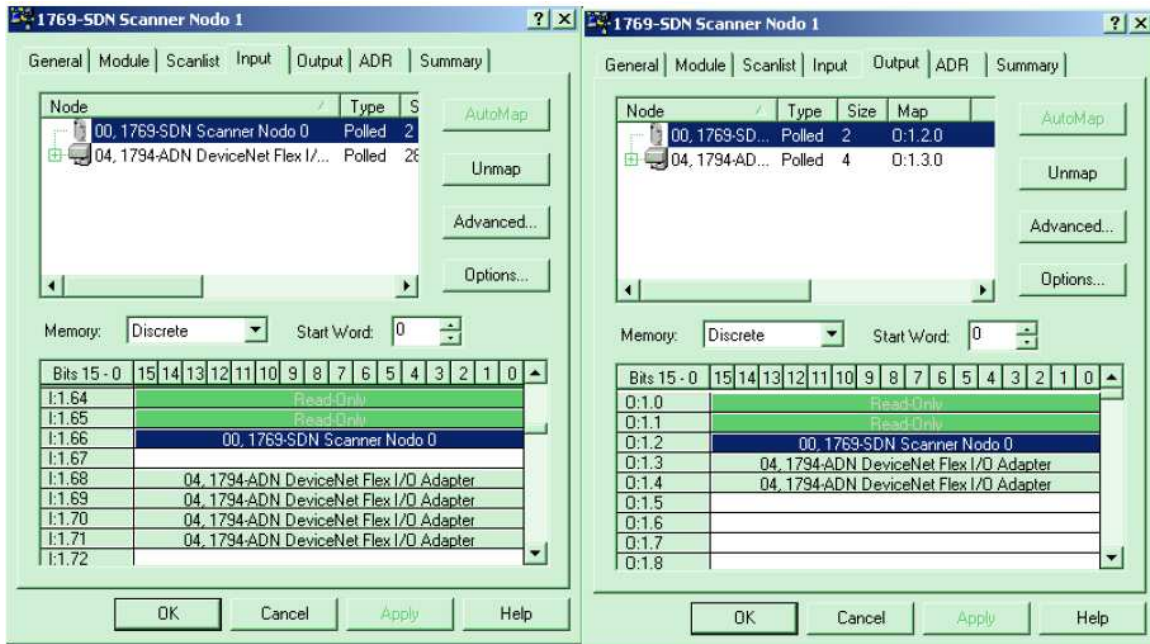 1769-SDN Scanner Nodo 1
General Module Scanlist Input Output ADR Summary
Node / Type S
00, 1769-SDN Scanner Nodo 0 Polled 2
04, 1794-ADN DeviceNet Flex I/... Polled 28
AutoMap
Unmap
Advanced...
Options...
Memory: Discrete Start Word: 0
Bits 15 - 0 15 14 13 12 11 10 9 8 7 6 5 4 3 2 1 0
I:1.64 Read-Only
I:1.65 Read-Only
I:1.66 00, 1769-SDN Scanner Nodo 0
I:1.67
I:1.68 04, 1794-ADN DeviceNet Flex I/O Adapter
I:1.69 04, 1794-ADN DeviceNet Flex I/O Adapter
I:1.70 04, 1794-ADN DeviceNet Flex I/O Adapter
I:1.71 04, 1794-ADN DeviceNet Flex I/O Adapter
I:1.72
OK Cancel Apply Help
1769-SDN Scanner Nodo 1
General Module Scanlist Input Output ADR Summary
Node / Type Size Map
00, 1769-SD... Polled 2 O:1.2.0
04, 1794-AD... Polled 4 O:1.3.0
AutoMap
Unmap
Advanced...
Options...
Memory: Discrete Start Word: 0
Bits 15 - 0 15 14 13 12 11 10 9 8 7 6 5 4 3 2 1 0
O:1.0 Read-Only
O:1.1 Read-Only
O:1.2 00, 1769-SDN Scanner Nodo 0
O:1.3 04, 1794-ADN DeviceNet Flex I/O Adapter
O:1.4 04, 1794-ADN DeviceNet Flex I/O Adapter
O:1.5
O:1.6
O:1.7
O:1.8
OK Cancel Apply Help